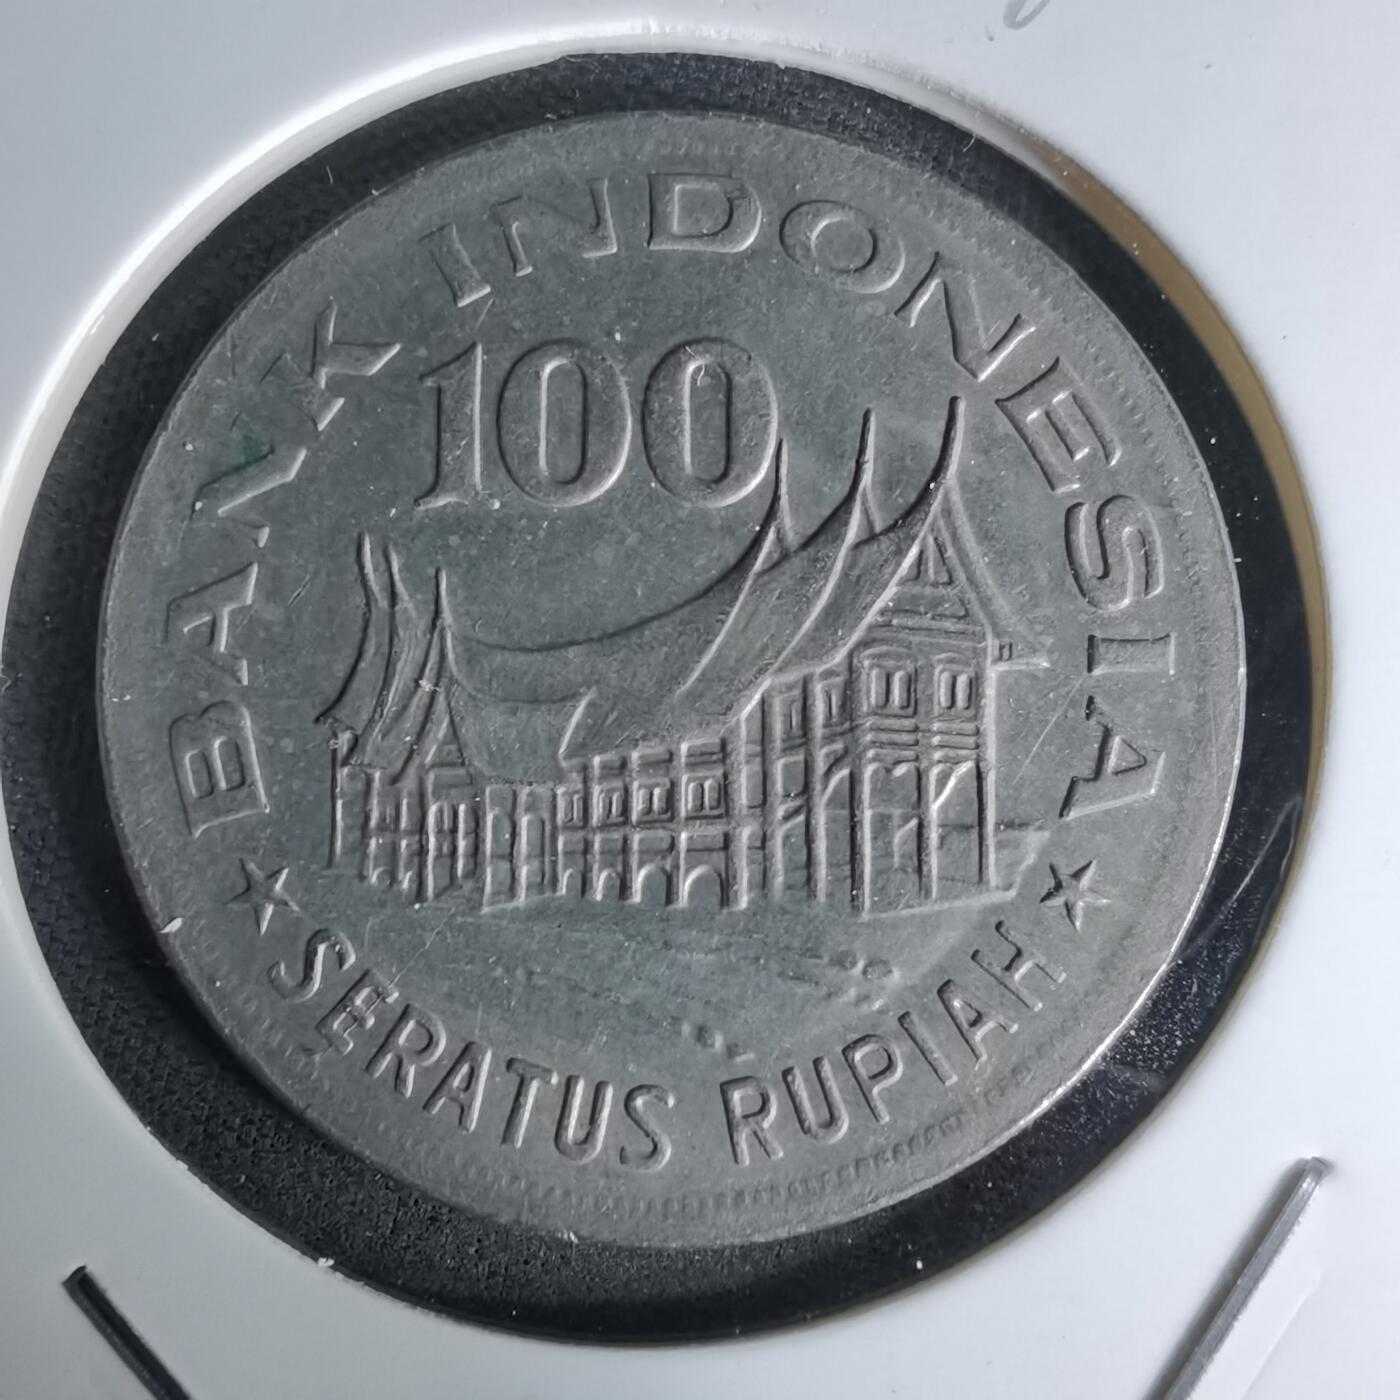 BANK INDONESIA
100
★ SERATUS RUPIAH ★